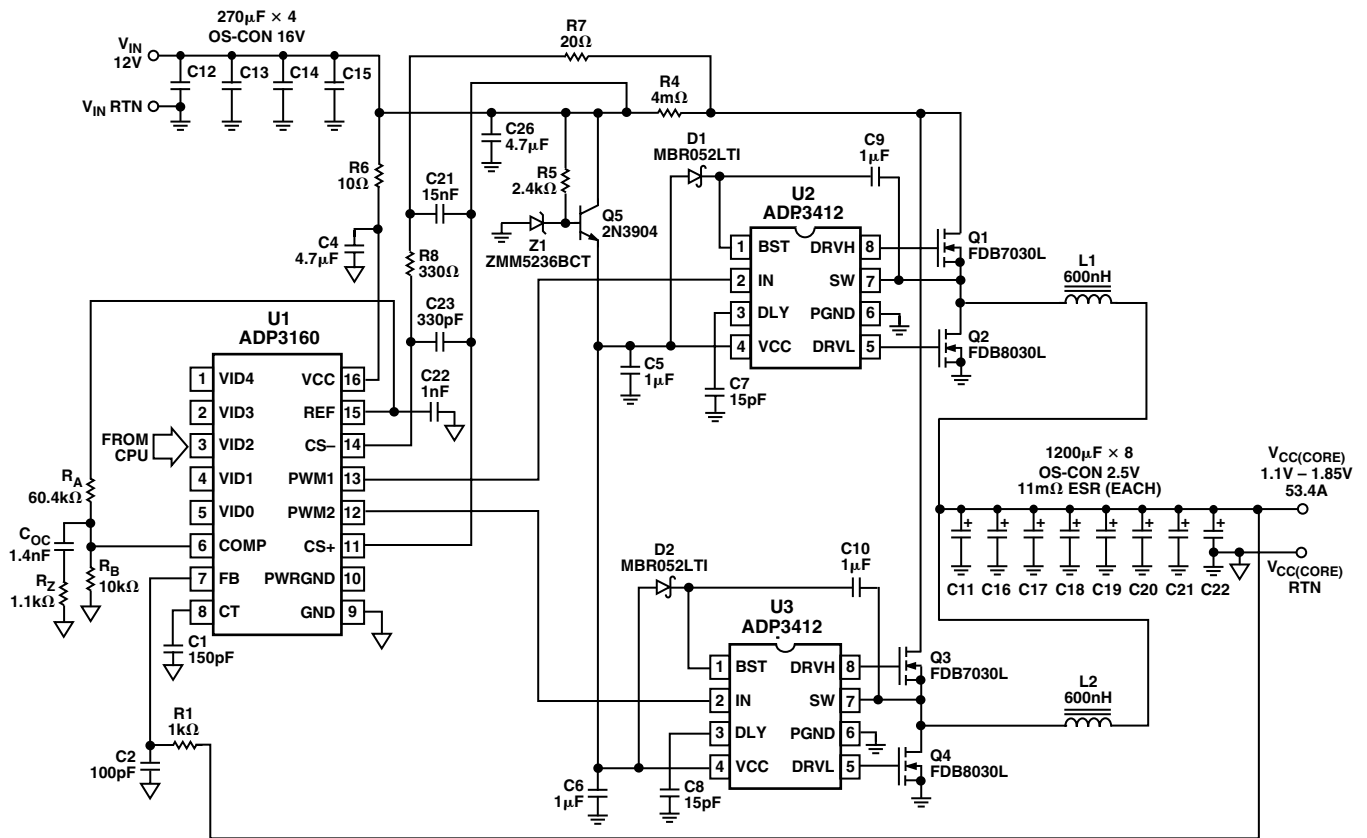 270μF × 4
OS-CON 16V
VIN
12V
VIN RTN
C12
C13
C14
C15
R7
20Ω
R4
4mΩ
C26
4.7μF
R6
10Ω
C21
15nF
R5
2.4kΩ
Q5
2N3904
Z1
ZMM5236BCT
C4
4.7μF
R8
330Ω
C23
330pF
C22
1nF
D1
MBR052LTI
C9
1μF
U2
ADP3412
1 BST DRVH 8
2 IN SW 7
3 DLY PGND 6
4 VCC DRVL 5
Q1
FDB7030L
Q2
FDB8030L
L1
600nH
C5
1μF
C7
15pF
U1
ADP3160
1 VID4 VCC 16
2 VID3 REF 15
3 VID2 CS– 14
4 VID1 PWM1 13
5 VID0 PWM2 12
6 COMP CS+ 11
7 FB PWRGND 10
8 CT GND 9
FROM
CPU
RA
60.4kΩ
COC
1.4nF
RZ
1.1kΩ
RB
10kΩ
C1
150pF
R1
1kΩ
C2
100pF
1200μF × 8
OS-CON 2.5V
11mΩ ESR (EACH)
VCC(CORE)
1.1V – 1.85V
53.4A
+ + + + + + + +
C11 C16 C17 C18 C19 C20 C21 C22
VCC(CORE)
RTN
D2
MBR052LTI
C10
1μF
U3
ADP3412
1 BST DRVH 8
2 IN SW 7
3 DLY PGND 6
4 VCC DRVL 5
Q3
FDB7030L
Q4
FDB8030L
L2
600nH
C6
1μF
C8
15pF